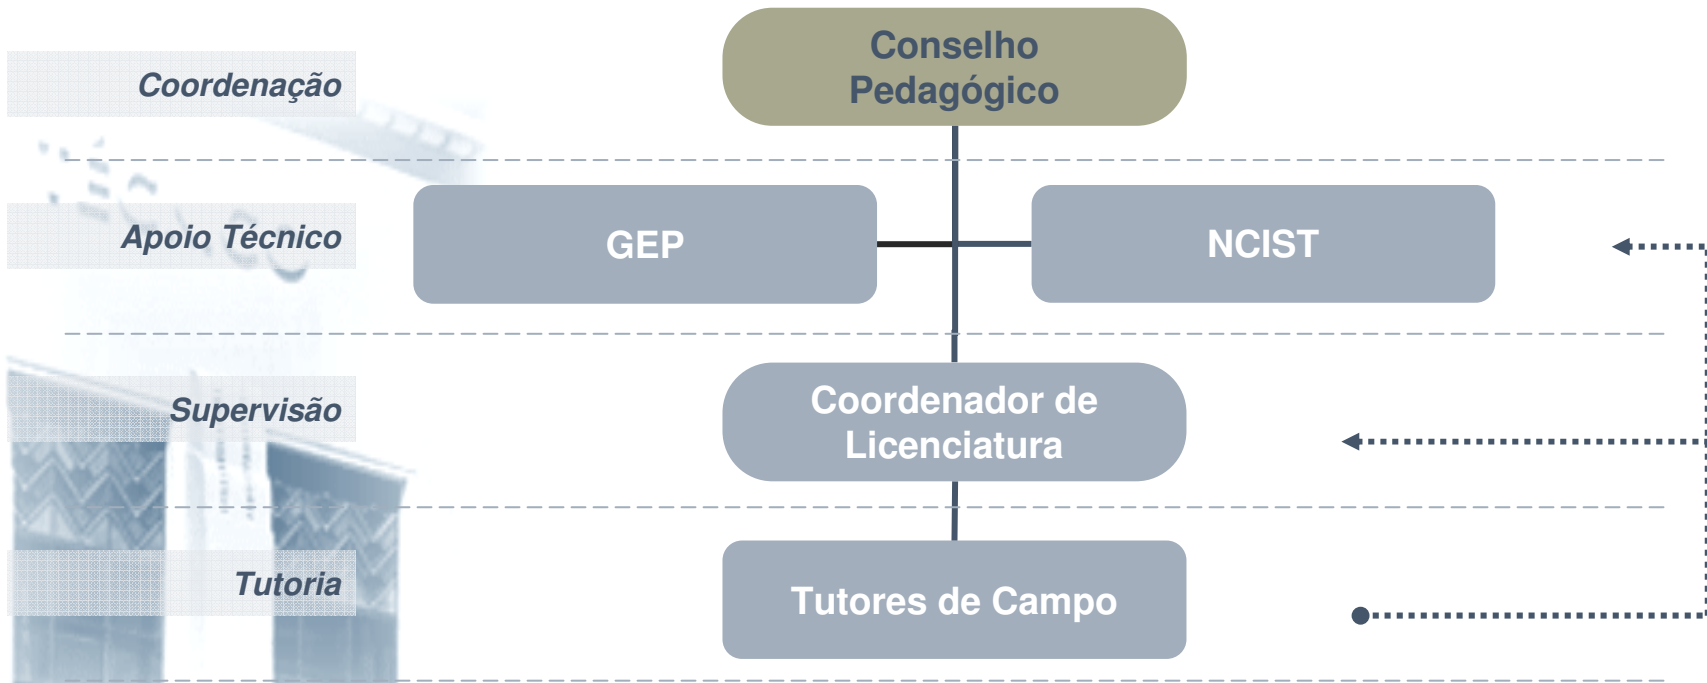 Coordenação
Conselho
Pedagógico
Apoio Técnico
GEP
NCIST
Supervisão
Coordenador de
Licenciatura
Tutoria
Tutores de Campo